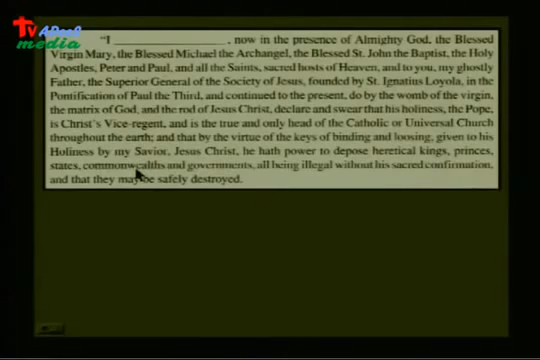 TV APocL
media
"I ____________________, now in the presence of Almighty God, the Blessed
Virgin Mary, the Blessed Michael the Archangel, the Blessed St. John the Baptist, the Holy
Apostles, Peter and Paul, and all the Saints, sacred hosts of Heaven, and to you, my ghostly
Father, the Superior General of the Society of Jesus, founded by St. Ignatius Loyola, in the
Pontification of Paul the Third, and continued to the present, do by the womb of the virgin,
the matrix of God, and the rod of Jesus Christ, declare and swear that his holiness, the Pope,
is Christ's Vice-regent, and is the true and only head of the Catholic or Universal Church
throughout the earth; and that by the virtue of the keys of binding and loosing, given to his
Holiness by my Savior, Jesus Christ, he hath power to depose heretical kings, princes,
states, commonwealths and governments, all being illegal without his sacred confirmation,
and that they may be safely destroyed.